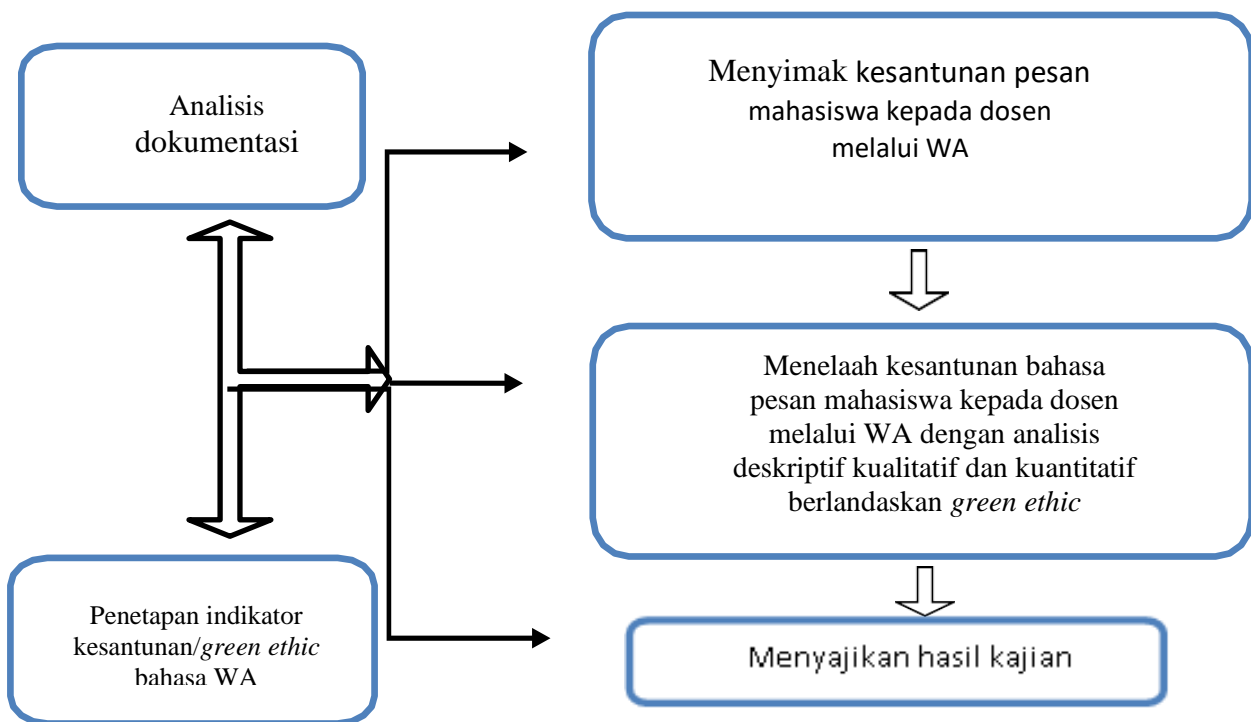 Analisis
dokumentasi
Penetapan indikator
kesantunan/green ethic
bahasa WA
Menyimak kesantunan pesan
mahasiswa kepada dosen
melalui WA
Menelaah kesantunan bahasa
pesan mahasiswa kepada dosen
melalui WA dengan analisis
deskriptif kualitatif dan kuantitatif
berlandaskan green ethic
Menyajikan hasil kajian